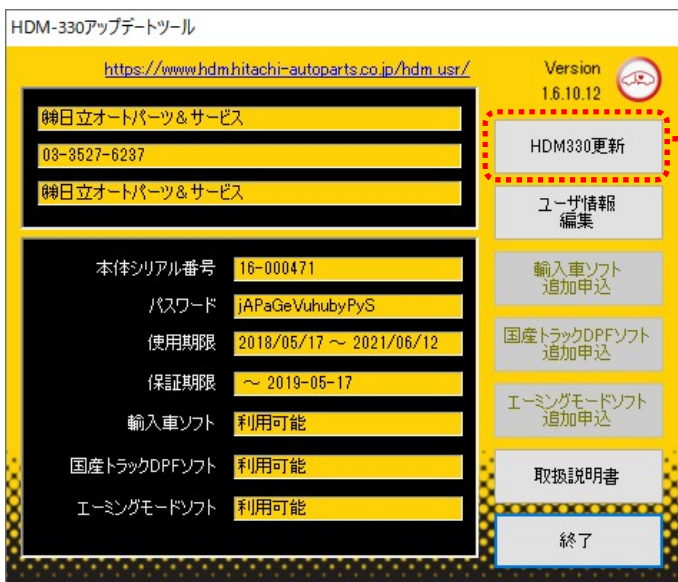 HDM-330アップデートツール
https://www.hdm.hitachi-autoparts.co.jp/hdm_usr/
Version
1.6.10.12
㈱日立オートパーツ&サービス
03-3527-6237
㈱日立オートパーツ&サービス
HDM330更新
ユーザ情報
編集
本体シリアル番号 16-000471
パスワード jAPaGeVuhubyPyS
使用期限 2018/05/17 ～ 2021/06/12
保証期限 ～ 2019-05-17
輸入車ソフト 利用可能
国産トラックDPFソフト 利用可能
エーミングモードソフト 利用可能
輸入車ソフト
追加申込
国産トラックDPFソフト
追加申込
エーミングモードソフト
追加申込
取扱説明書
終了